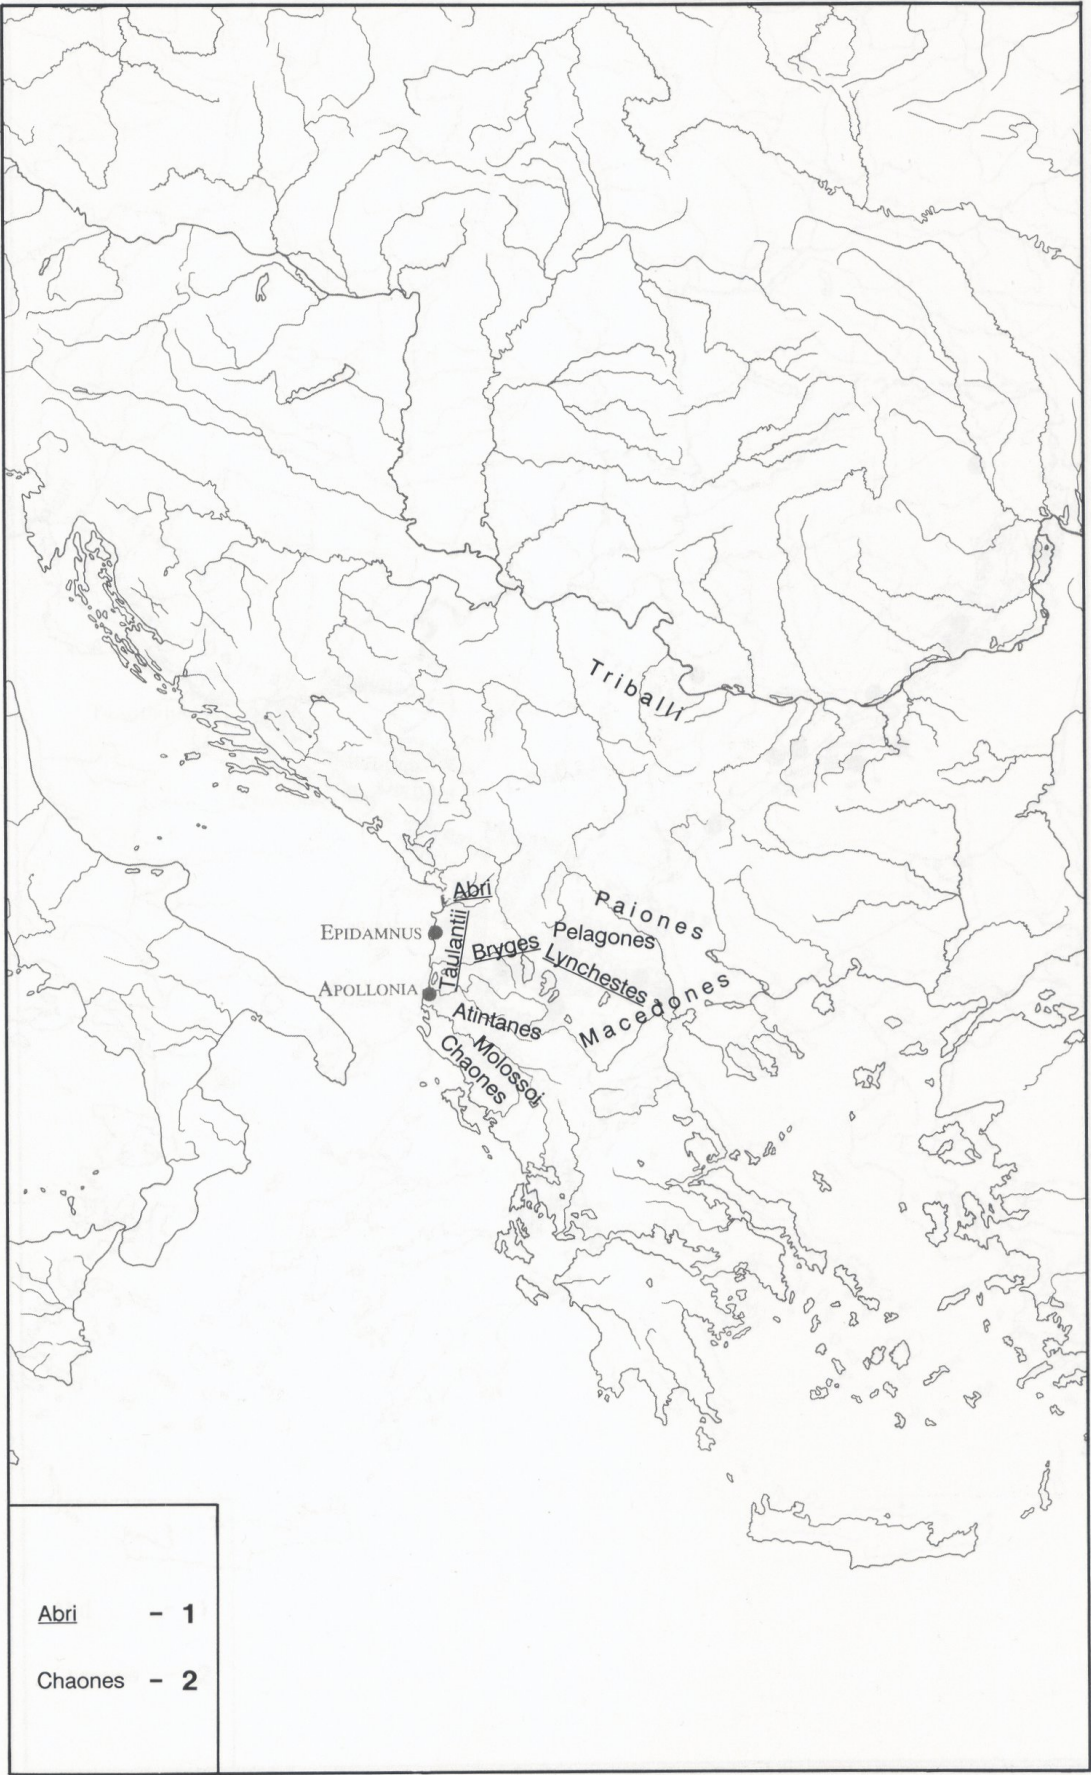 Triballi
Abri
Paiones
EPIDAMNUS
Taulantii
Bryges
Pelagones
Lynchestes
APOLLONIA
Atintanes
Macedones
Molossoi
Chaones
Abri – 1
Chaones – 2